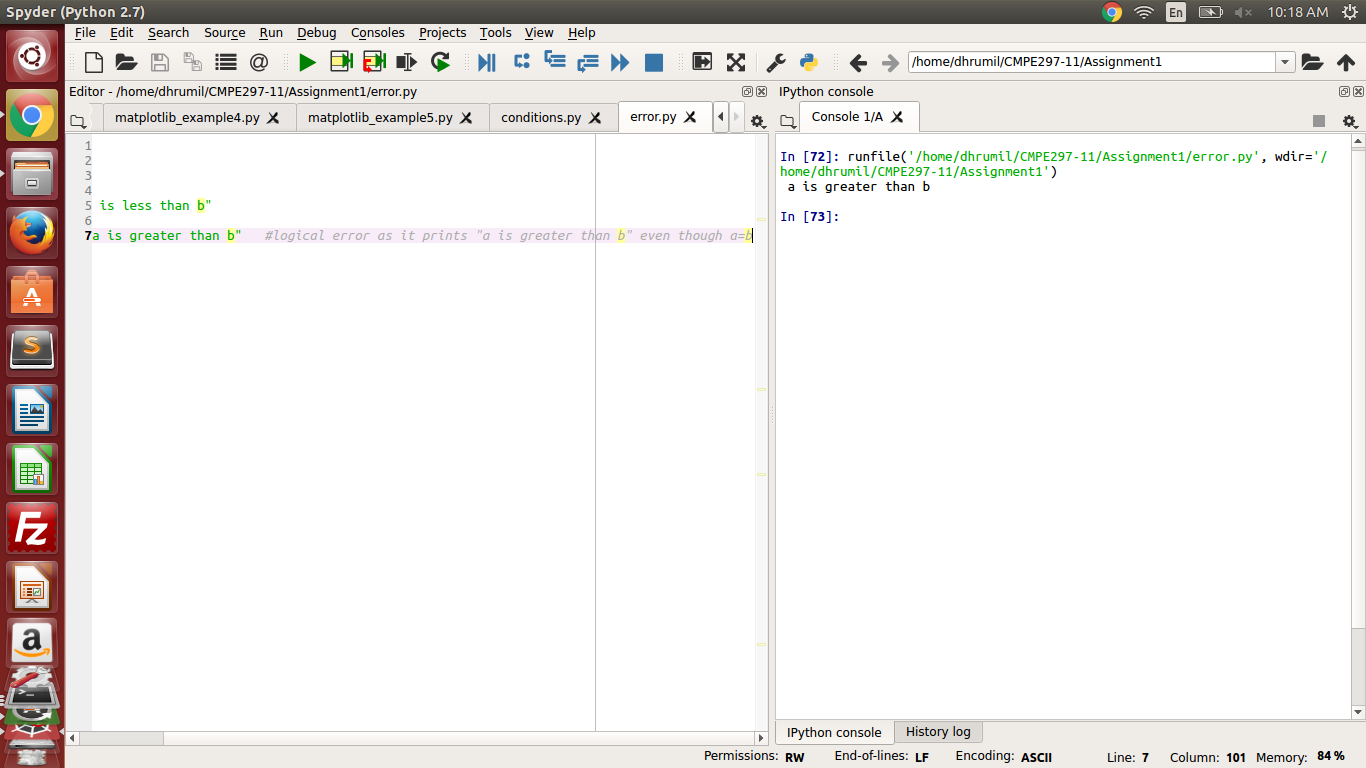 Spyder (Python 2.7)
En
10:18 AM
File Edit Search Source Run Debug Consoles Projects Tools View Help
@
/home/dhrumil/CMPE297-11/Assignment1
Editor - /home/dhrumil/CMPE297-11/Assignment1/error.py
IPython console
matplotlib_example4.py matplotlib_example5.py conditions.py error.py
Console 1/A
1
2
3
4
5 is less than b"
6
7a is greater than b" #logical error as it prints "a is greater than b" even though a=b
In [72]: runfile('/home/dhrumil/CMPE297-11/Assignment1/error.py', wdir='/
home/dhrumil/CMPE297-11/Assignment1')
a is greater than b
In [73]:
S
A
Fz
a
IPython console History log
Permissions: RW End-of-lines: LF Encoding: ASCII Line: 7 Column: 101 Memory: 84 %